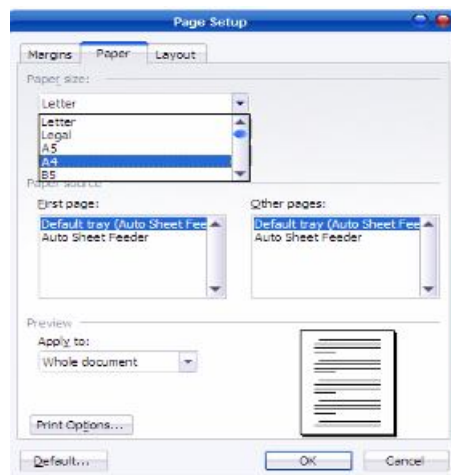 Page Setup
Margins Paper Layout
Paper size:
Letter
Letter
Legal
A5
A4
B5
Paper source
First page: Other pages:
Default tray (Auto Sheet Fee Default tray (Auto Sheet Fee
Auto Sheet Feeder Auto Sheet Feeder
Preview
Apply to:
Whole document
Print Options...
Default... OK Cancel